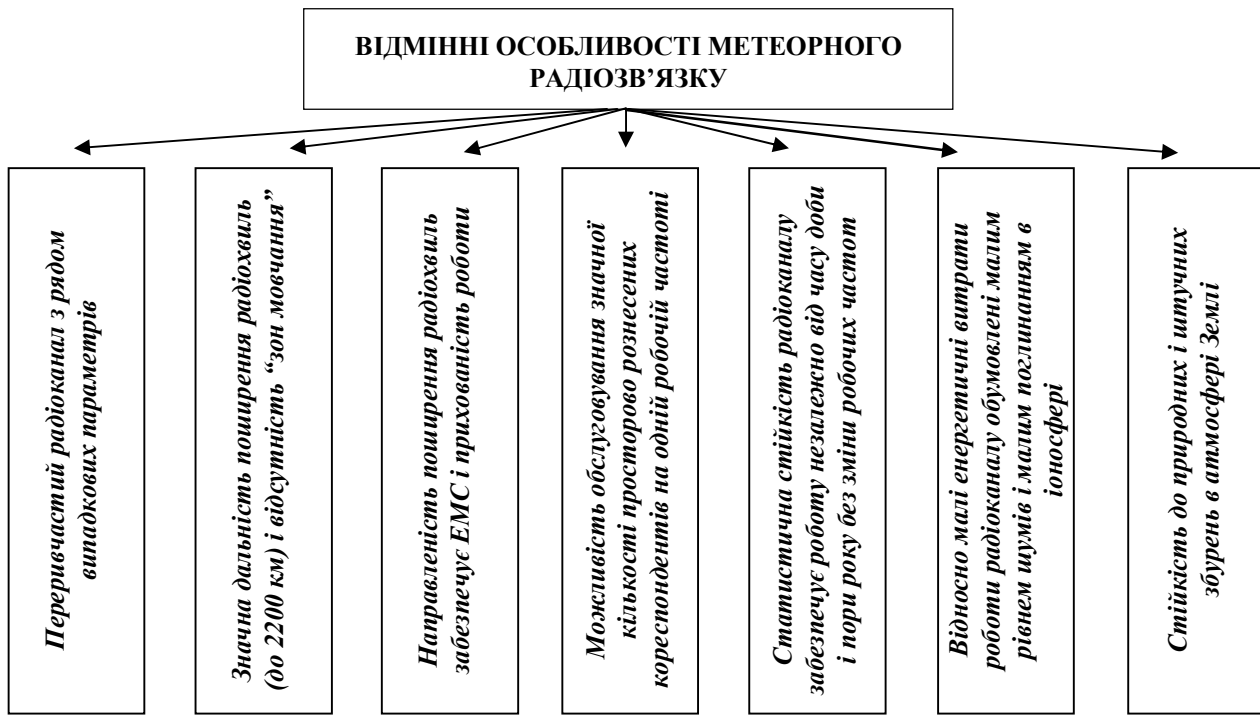 ВІДМІННІ ОСОБЛИВОСТІ МЕТЕОРНОГО
РАДІОЗВ’ЯЗКУ
Переривчастий радіоканал з рядом
випадкових параметрів
Значна дальність поширення радіохвиль
(до 2200 км) і відсутність “зон мовчання”
Направленість поширення радіохвиль
забезпечує ЕМС і прихованість роботи
Можливість обслуговування значної
кількості просторово рознесених
кореспондентів на одній робочій частоті
Статистична стійкість радіоканалу
забезпечує роботу незалежно від часу доби
і пори року без зміни робочих частот
Відносно малі енергетичні витрати
роботи радіоканалу обумовлені малим
рівнем шумів і малим поглинанням в
іоносфері
Стійкість до природних і штучних
збурень в атмосфері Землі